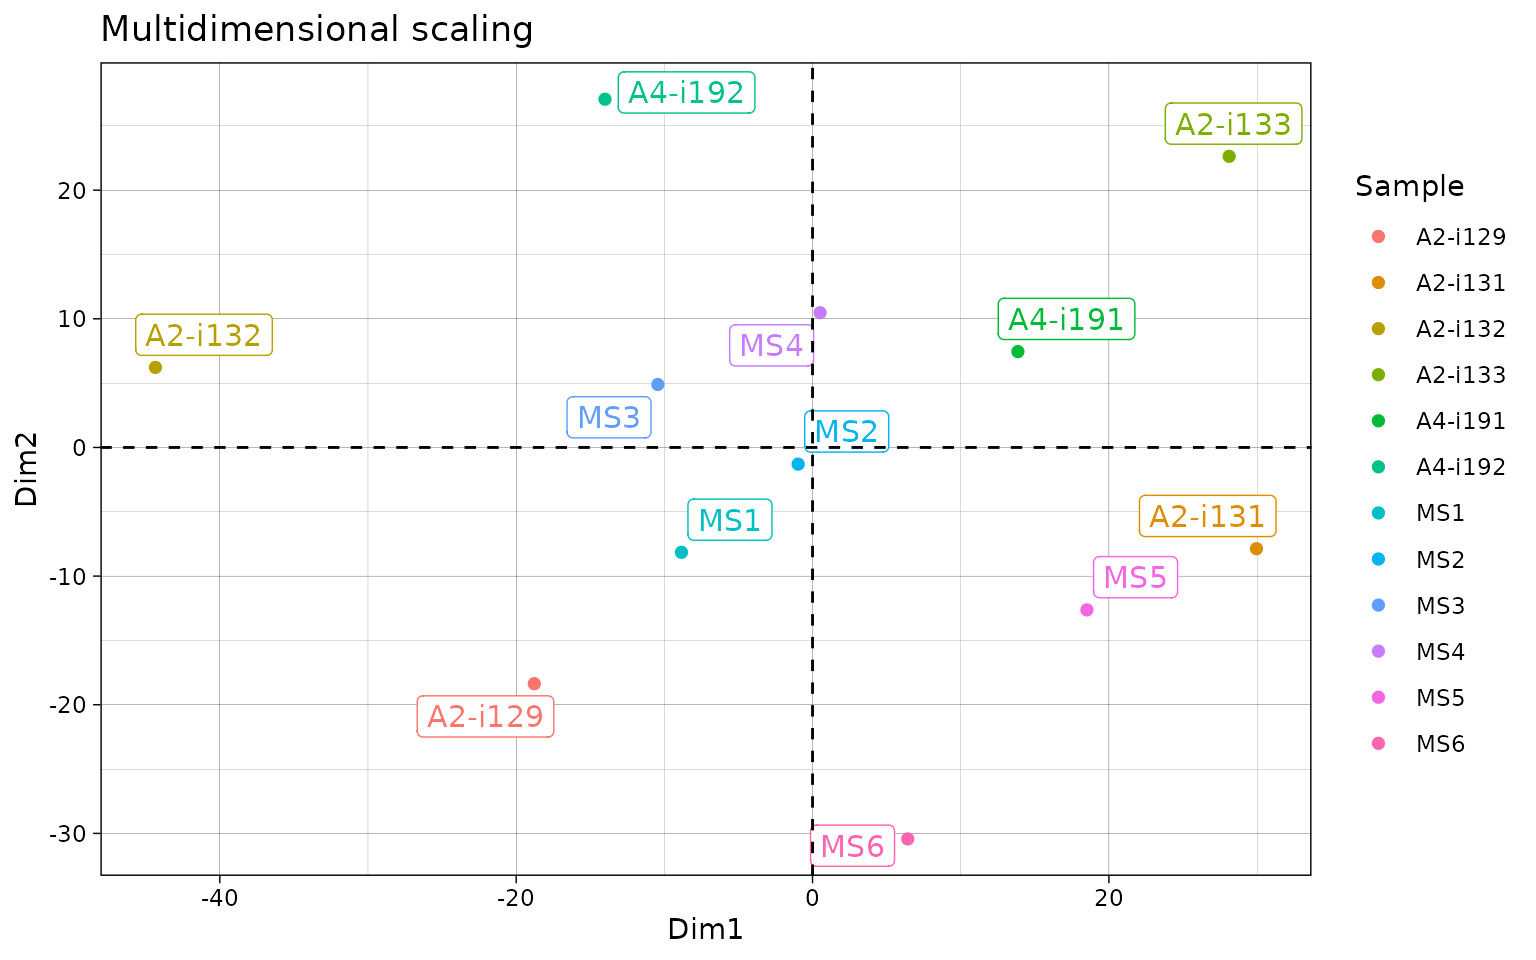 Multidimensional scaling
A4-i192
A2-i133
20
A2-i132
10
A4-i191
MS4
MS3
MS2
0
MS1
A2-i131
-10
MS5
-20
A2-i129
-30
MS6
-40
-20
0
20
Dim1
Dim2
Sample
A2-i129
A2-i131
A2-i132
A2-i133
A4-i191
A4-i192
MS1
MS2
MS3
MS4
MS5
MS6